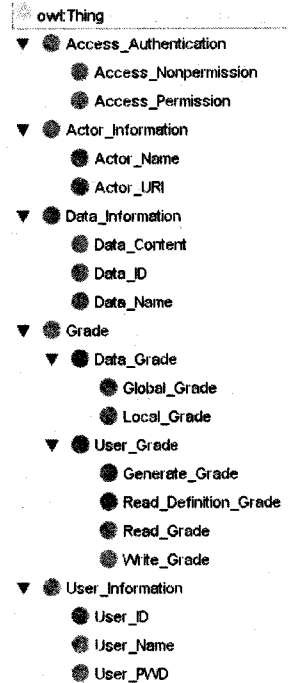 owl:Thing
Access_Authentication
Access_Nonpermission
Access_Permission
Actor_Information
Actor_Name
Actor_URI
Data_Information
Data_Content
Data_ID
Data_Name
Grade
Data_Grade
Global_Grade
Local_Grade
User_Grade
Generate_Grade
Read_Definition_Grade
Read_Grade
Write_Grade
User_Information
User_ID
User_Name
User_PWD